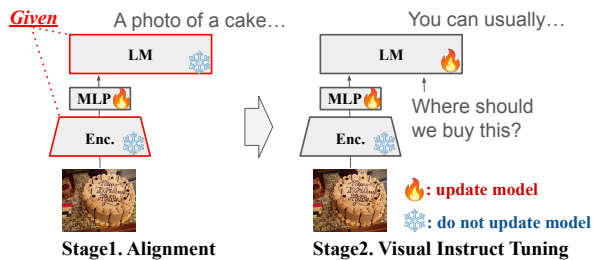 Given
A photo of a cake…
LM
MLP
Enc.
Stage1. Alignment
You can usually…
LM
MLP
Where should
we buy this?
Enc.
: update model
: do not update model
Stage2. Visual Instruct Tuning